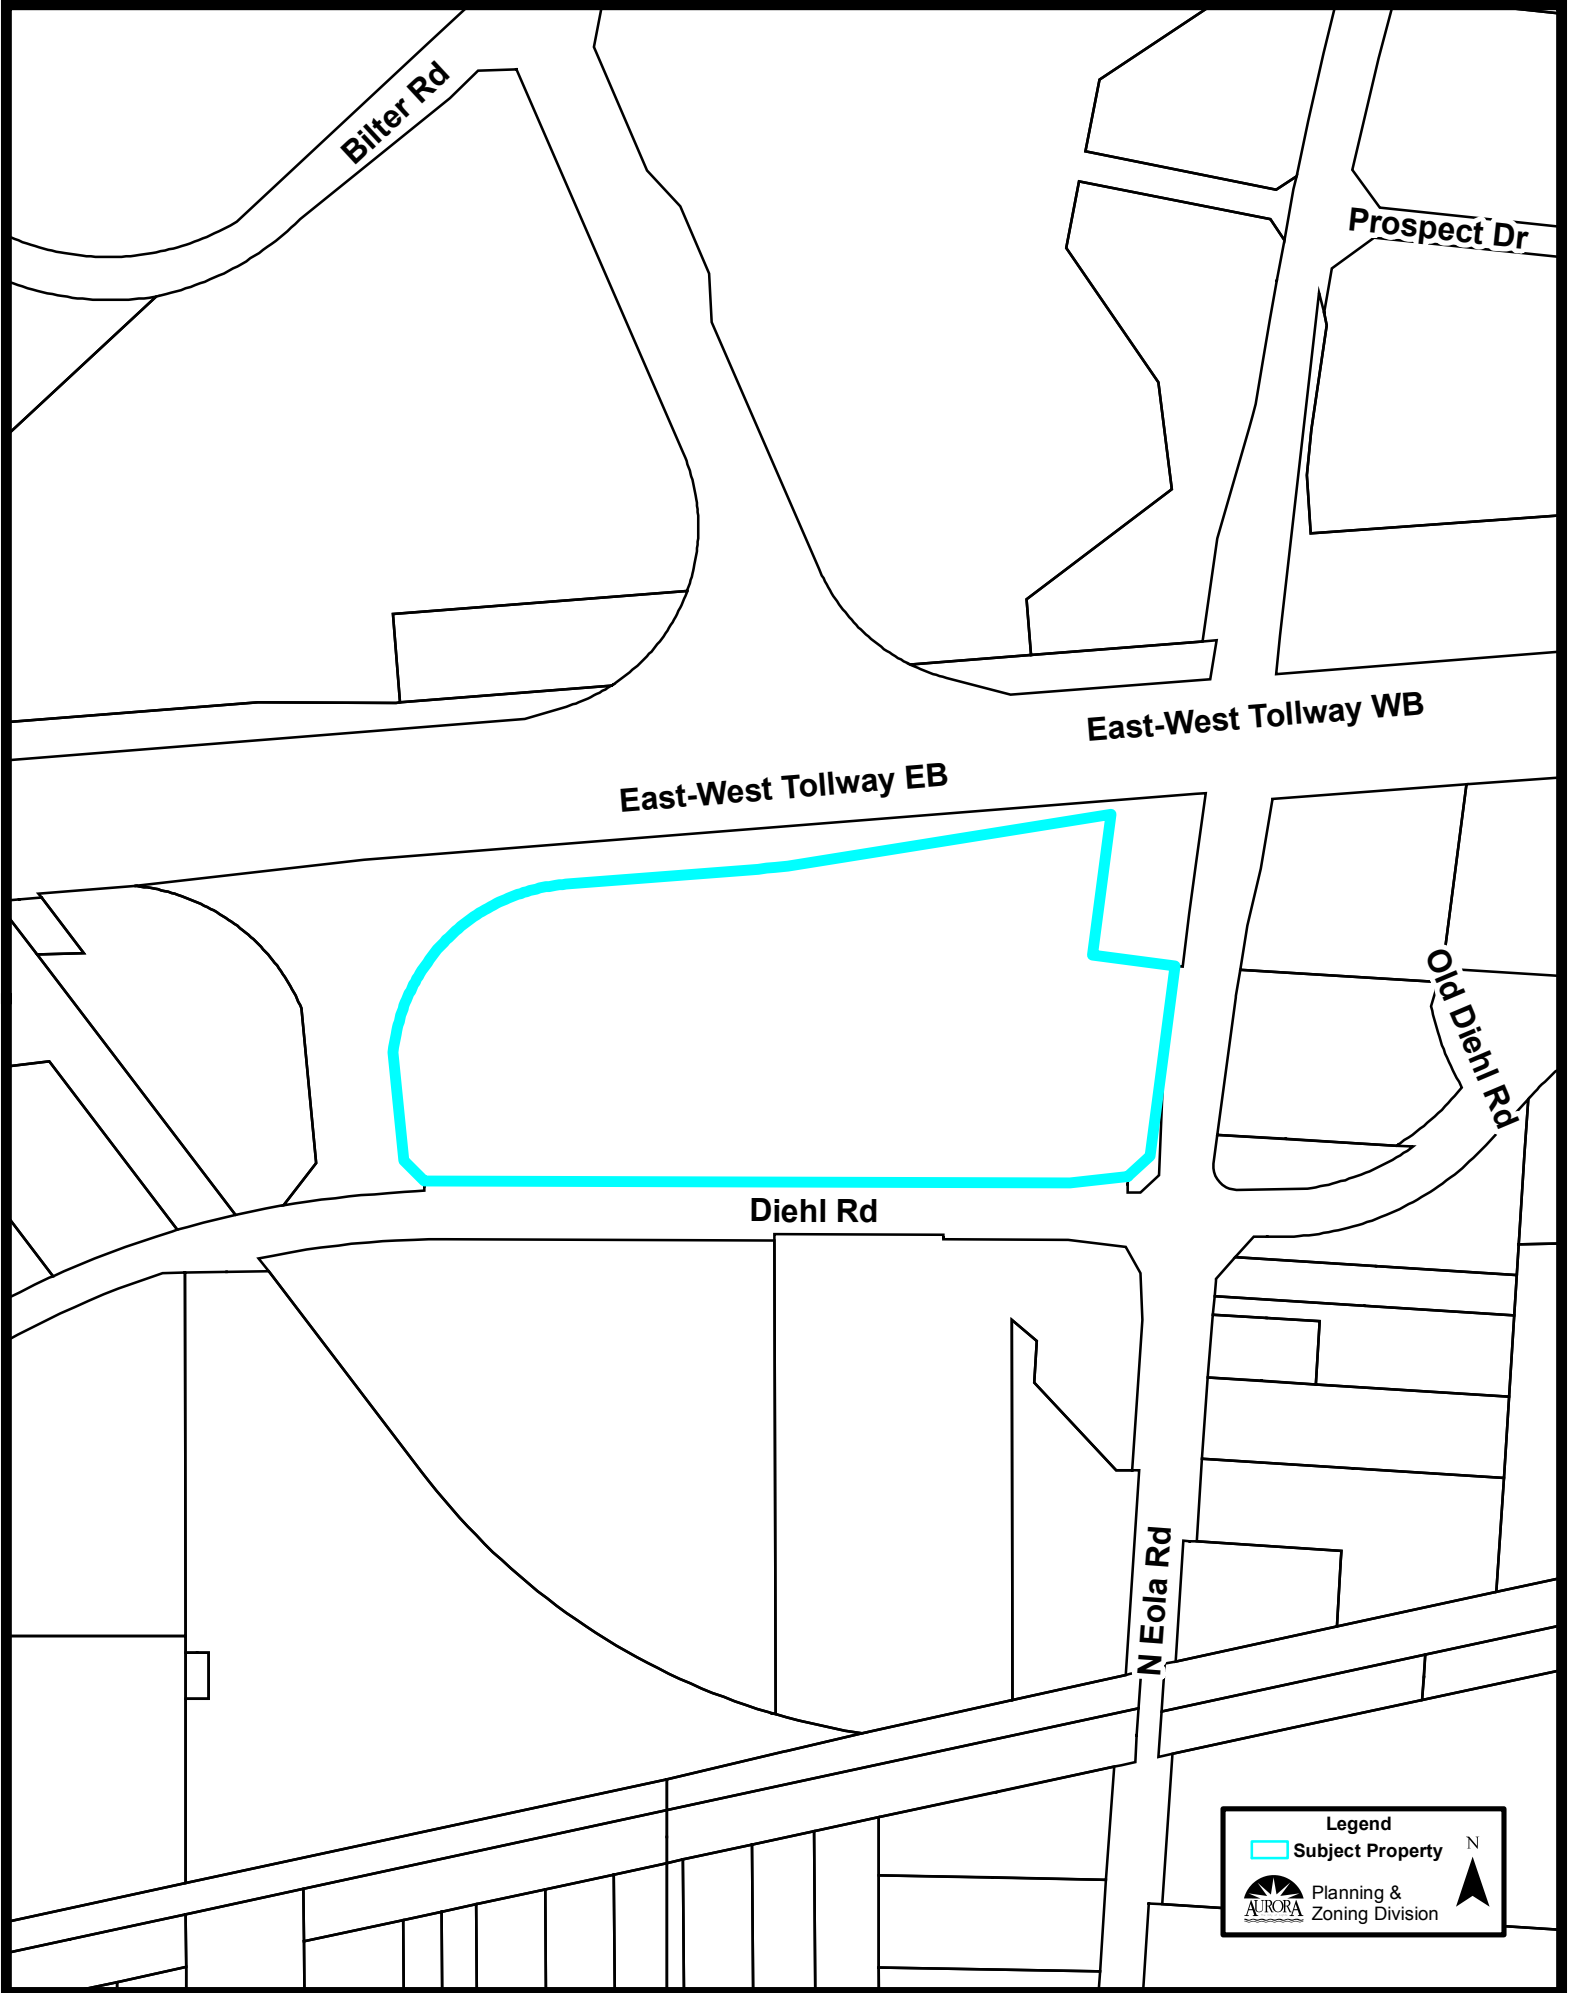 Bilter Rd
Prospect Dr
East-West Tollway WB
East-West Tollway EB
Old Diehl Rd
Diehl Rd
N Eola Rd
Legend
Subject Property
N
AURORA
Planning &
Zoning Division